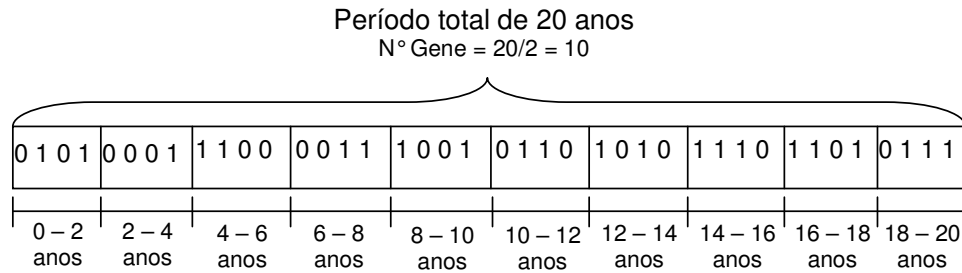 Período total de 20 anos
N° Gene = 20/2 = 10
0 1 0 1 0 0 0 1 1 1 0 0 0 0 1 1 1 0 0 1 0 1 1 0 1 0 1 0 1 1 1 0 1 1 0 1 0 1 1 1
0 – 2 2 – 4 4 – 6 6 – 8 8 – 10 10 – 12 12 – 14 14 – 16 16 – 18 18 – 20
anos anos anos anos anos anos anos anos anos anos